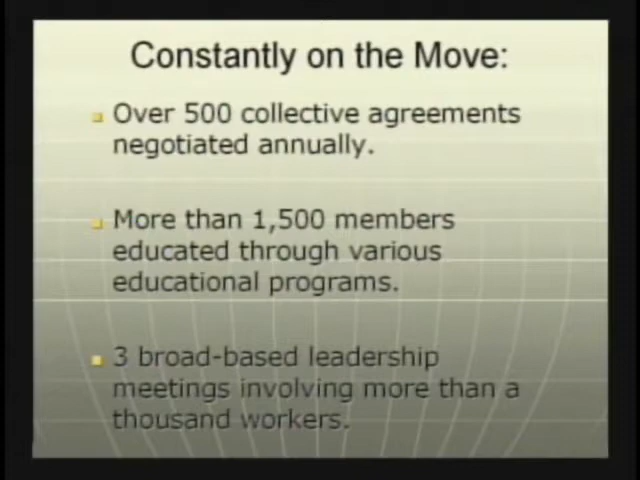 Constantly on the Move:
Over 500 collective agreements
negotiated annually.
More than 1,500 members
educated through various
educational programs.
3 broad-based leadership
meetings involving more than a
thousand workers.